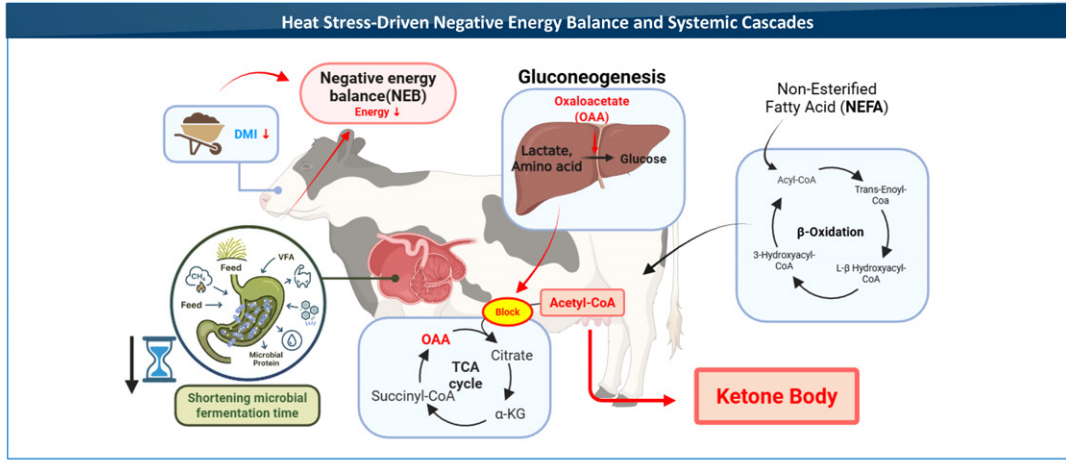 Heat Stress-Driven Negative Energy Balance and Systemic Cascades
DMI ↓
Negative energy
balance(NEB)
Energy ↓
Gluconeogenesis
Oxaloacetate
(OAA)
Lactate,
Amino acid
Glucose
Non-Esterified
Fatty Acid (NEFA)
Acyl-CoA
Trans-Enoyl-
Coa
β-Oxidation
3-Hydroxyacyl-
CoA
L-β Hydroxyacyl-
CoA
Feed
VFA
CH₄
Feed
Microbial
Protein
Shortening microbial
fermentation time
Block
Acetyl-CoA
OAA
Citrate
TCA
cycle
Succinyl-CoA
α-KG
Ketone Body